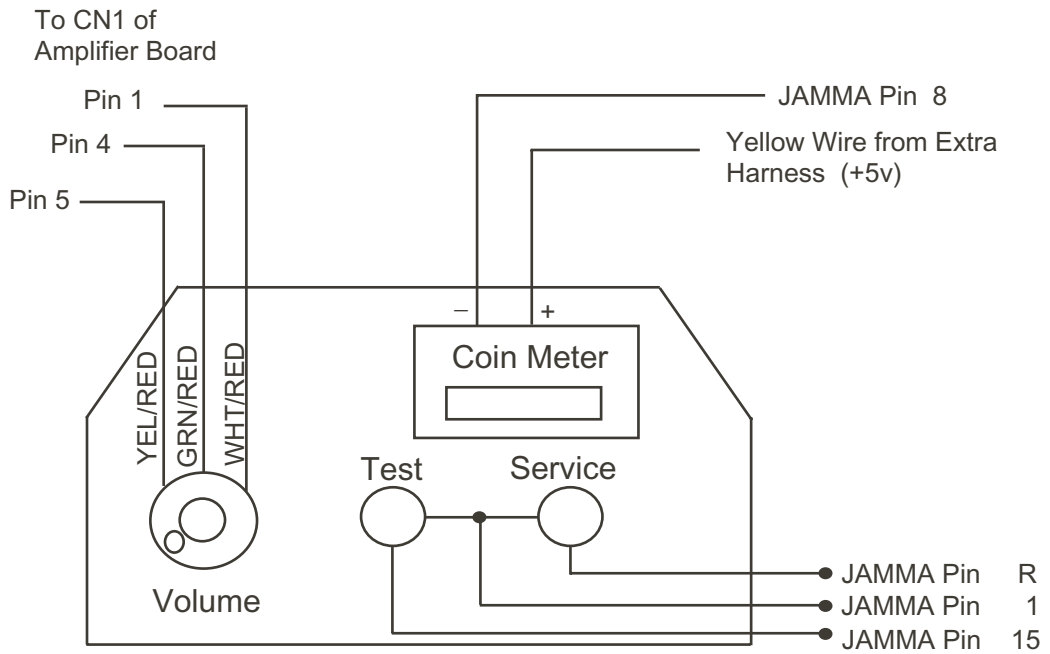 To CN1 of
Amplifier Board
Pin 1
Pin 4
Pin 5
JAMMA Pin 8
Yellow Wire from Extra
Harness (+5v)
– +
Coin Meter
YEL/RED
GRN/RED
WHT/RED
Test
Service
Volume
JAMMA Pin R
JAMMA Pin 1
JAMMA Pin 15